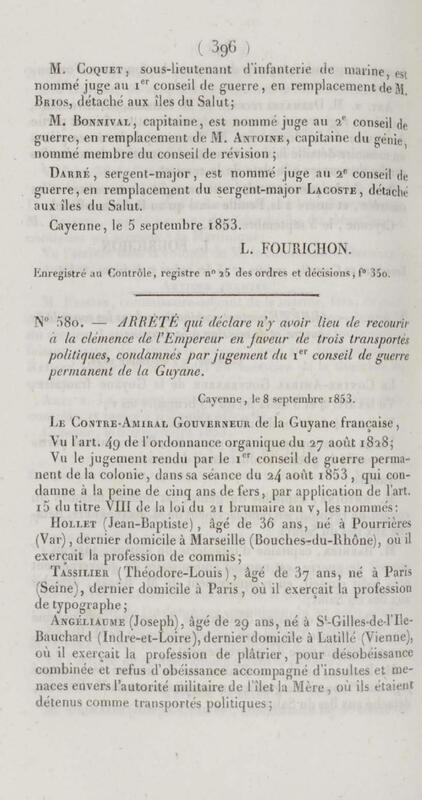 ( 396 )
M. COQUET, sous-lieutenant d'infanterie de marine, est
nommé juge au 1er conseil de guerre, en remplacement de M.
BRIOS, détaché aux îles du Salut;
M. BONNIVAL, capitaine, est nommé juge au 2e conseil de
guerre, en remplacement de M. ANTOINE, capitaine du génie,
nommé membre du conseil de révision;
DARRÉ, sergent-major, est nommé juge au 2e conseil de
guerre, en remplacement du sergent-major LACOSTE, détaché
aux îles du Salut.
Cayenne, le 5 septembre 1853.
L. FOURICHON.
Enregistré au Contrôle, registre n° 25 des ordres et décisions, f° 350.
N° 580. — ARRÊTÉ qui déclare n'y avoir lieu de recourir
à la clémence de l'Empereur en faveur de trois transportés
politiques, condamnés par jugement du 1er conseil de guerre
permanent de la Guyane.
Cayenne, le 8 septembre 1853.
LE CONTRE-AMIRAL GOUVERNEUR de la Guyane française,
Vu l'art. 49 de l'ordonnance organique du 27 août 1828;
Vu le jugement rendu par le 1er conseil de guerre perma-
nent de la colonie, dans sa séance du 24 août 1853, qui con-
damne à la peine de cinq ans de fers, par application de l'art.
15 du titre VIII de la loi du 21 brumaire an V, les nommés:
HOLLET (Jean-Baptiste), âgé de 36 ans, né à Pourrières
(Var), dernier domicile à Marseille (Bouches-du-Rhône), où il
exerçait la profession de commis;
TASSILIER (Théodore-Louis), âgé de 37 ans, né à Paris
(Seine), dernier domicile à Paris, où il exerçait la profession
de typographe;
ANGÉLIAUME (Joseph), âgé de 29 ans, né à St-Gilles-de-l'Ile-
Bauchard (Indre-et-Loire), dernier domicile à Latillé (Vienne),
où il exerçait la profession de plâtrier, pour désobéissance
combinée et refus d'obéissance accompagné d'insultes et me-
naces envers l'autorité militaire de l'îlet la Mère, où ils étaient
détenus comme transportés politiques;